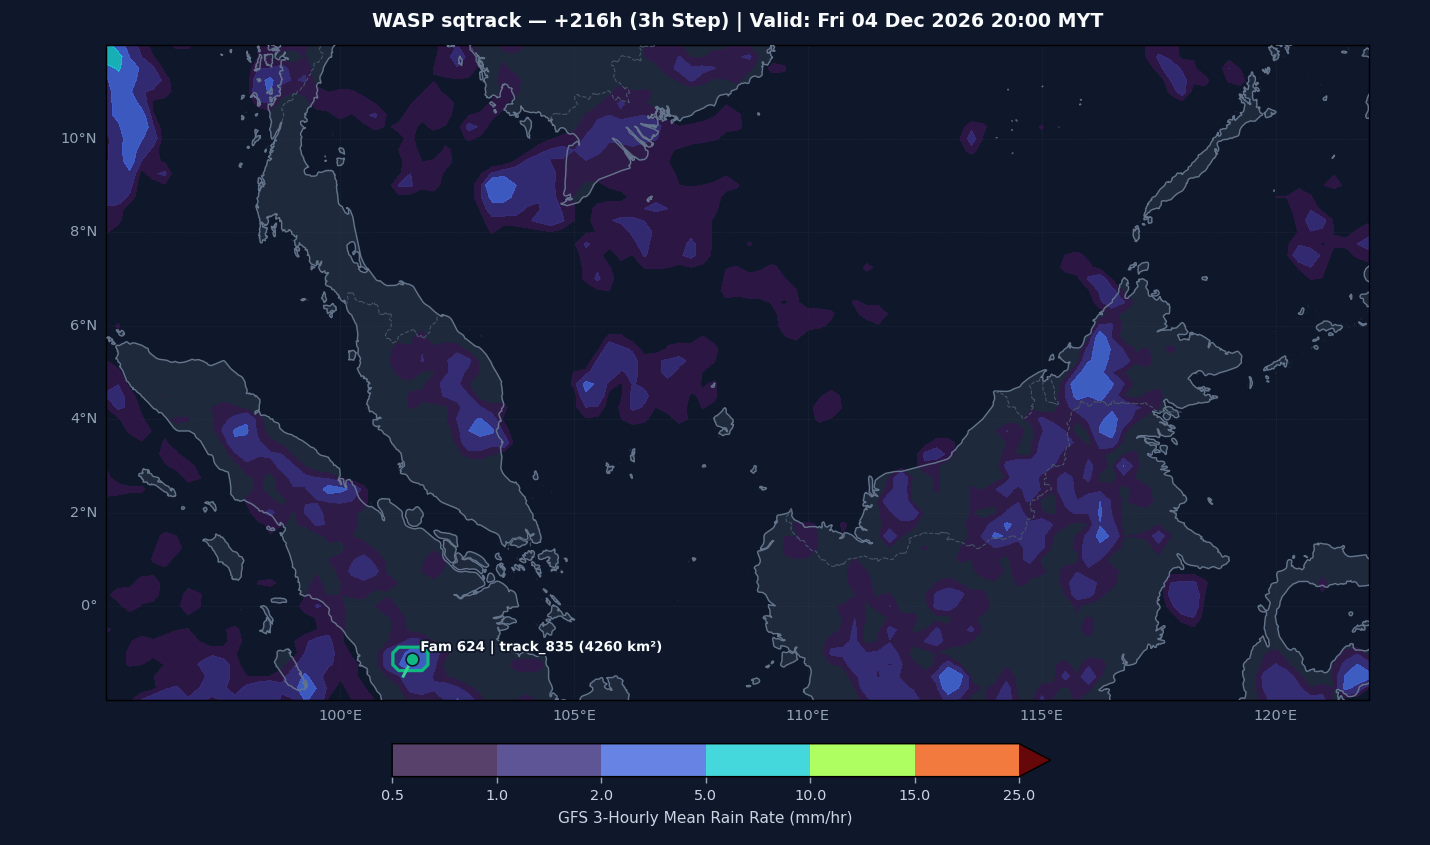 WASP sqtrack — +216h (3h Step) | Valid: Fri 04 Dec 2026 20:00 MYT
10°N
8°N
6°N
4°N
2°N
0°
Fam 624 | track_835 (4260 km²)
100°E 105°E 110°E 115°E 120°E
0.5 1.0 2.0 5.0 10.0 15.0 25.0
GFS 3-Hourly Mean Rain Rate (mm/hr)